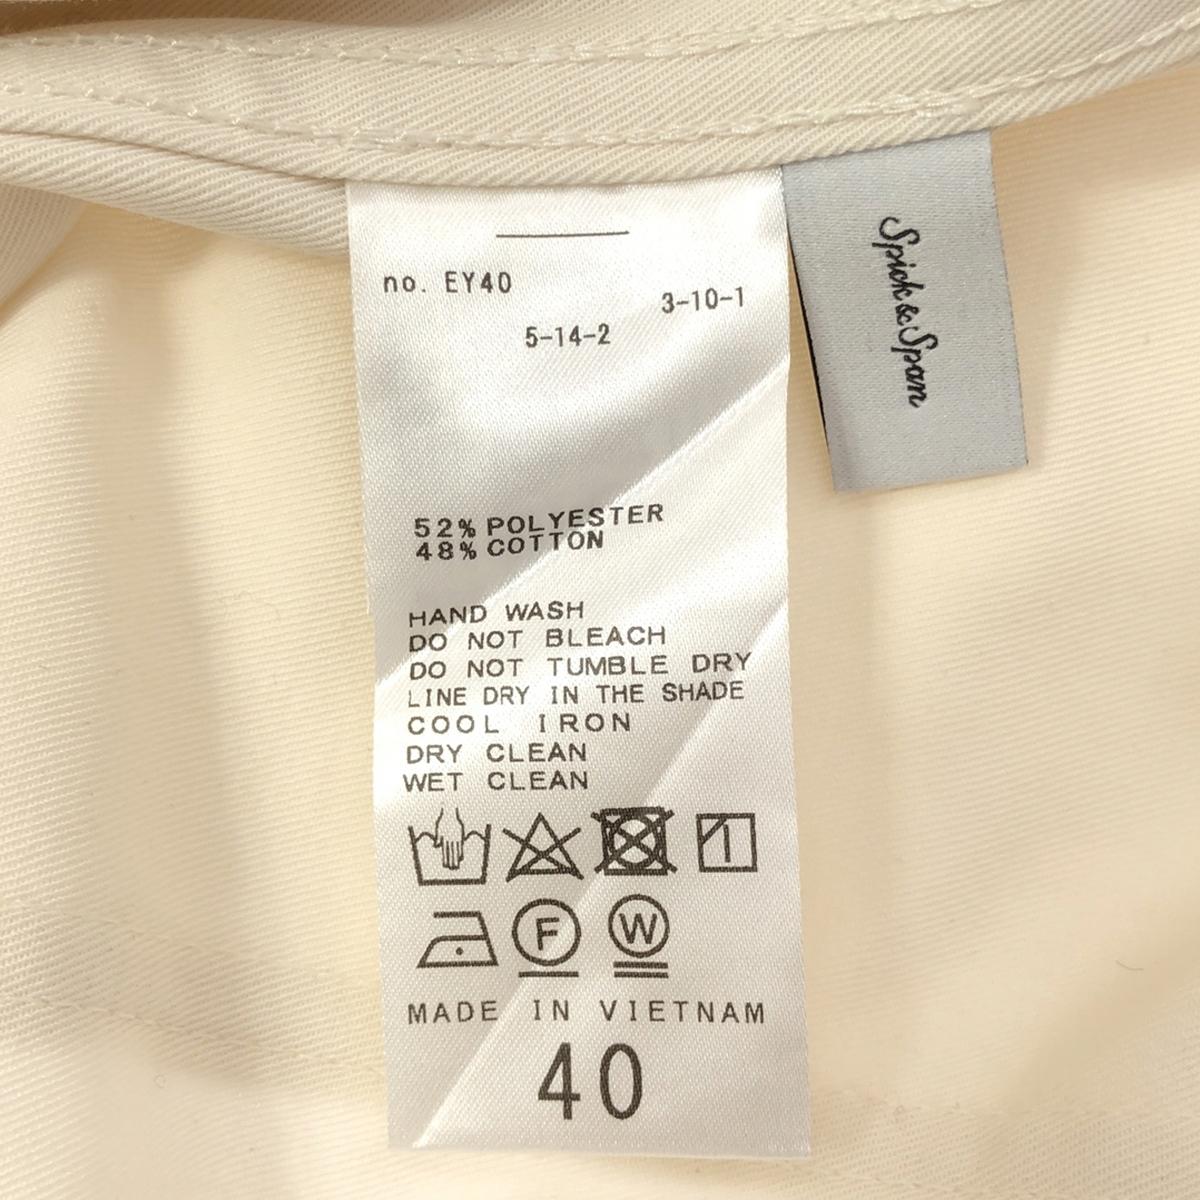 no. EY40
3-10-1
5-14-2
52% POLYESTER
48% COTTON
HAND WASH
DO NOT BLEACH
DO NOT TUMBLE DRY
LINE DRY IN THE SHADE
COOL IRON
DRY CLEAN
WET CLEAN
F W
MADE IN VIETNAM
40
Spick & Span